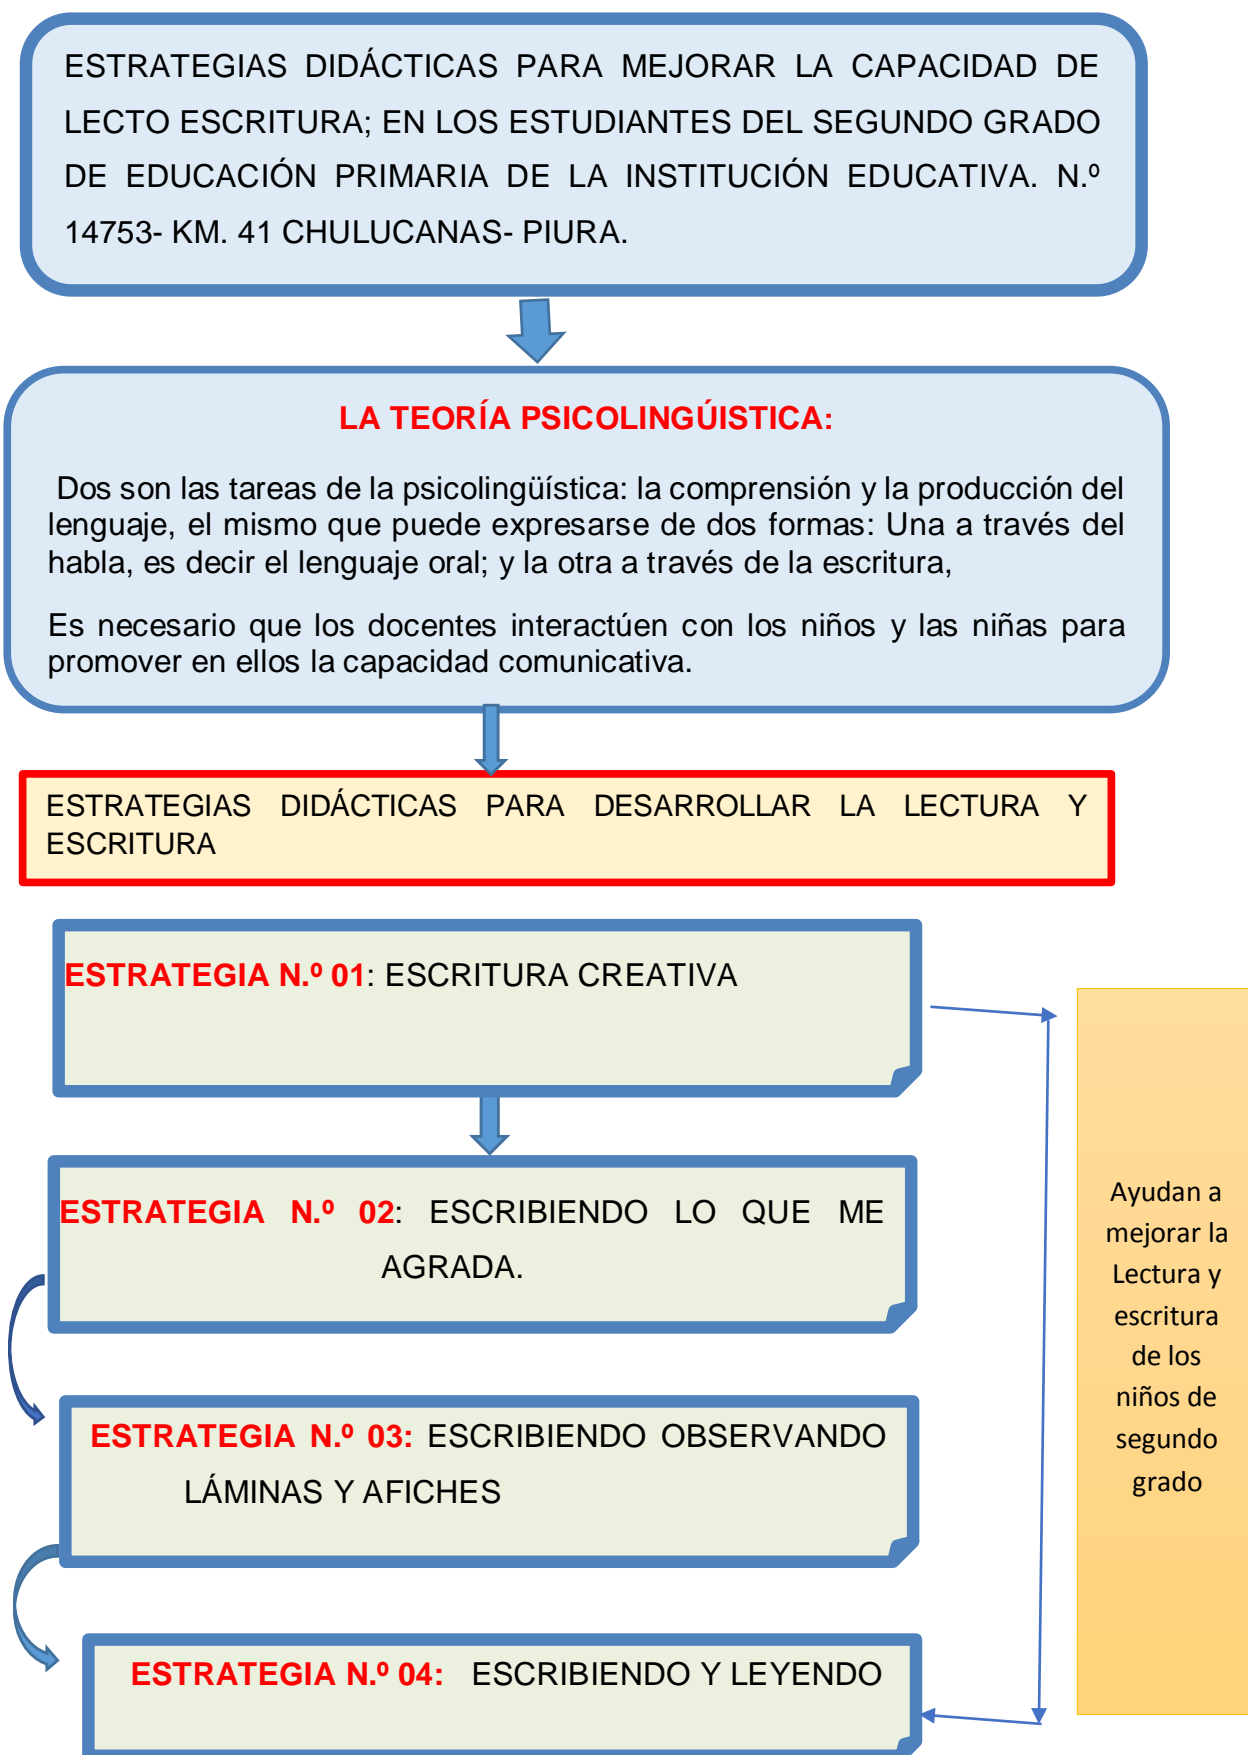 ESTRATEGIAS DIDÁCTICAS PARA MEJORAR LA CAPACIDAD DE
LECTO ESCRITURA; EN LOS ESTUDIANTES DEL SEGUNDO GRADO
DE EDUCACIÓN PRIMARIA DE LA INSTITUCIÓN EDUCATIVA. N.º
14753- KM. 41 CHULUCANAS- PIURA.
LA TEORÍA PSICOLINGÚISTICA:
Dos son las tareas de la psicolingüística: la comprensión y la producción del
lenguaje, el mismo que puede expresarse de dos formas: Una a través del
habla, es decir el lenguaje oral; y la otra a través de la escritura,
Es necesario que los docentes interactúen con los niños y las niñas para
promover en ellos la capacidad comunicativa.
ESTRATEGIAS DIDÁCTICAS PARA DESARROLLAR LA LECTURA Y
ESCRITURA
ESTRATEGIA N.º 01: ESCRITURA CREATIVA
ESTRATEGIA N.º 02: ESCRIBIENDO LO QUE ME
AGRADA.
ESTRATEGIA N.º 03: ESCRIBIENDO OBSERVANDO
LÁMINAS Y AFICHES
ESTRATEGIA N.º 04: ESCRIBIENDO Y LEYENDO
Ayudan a
mejorar la
Lectura y
escritura
de los
niños de
segundo
grado